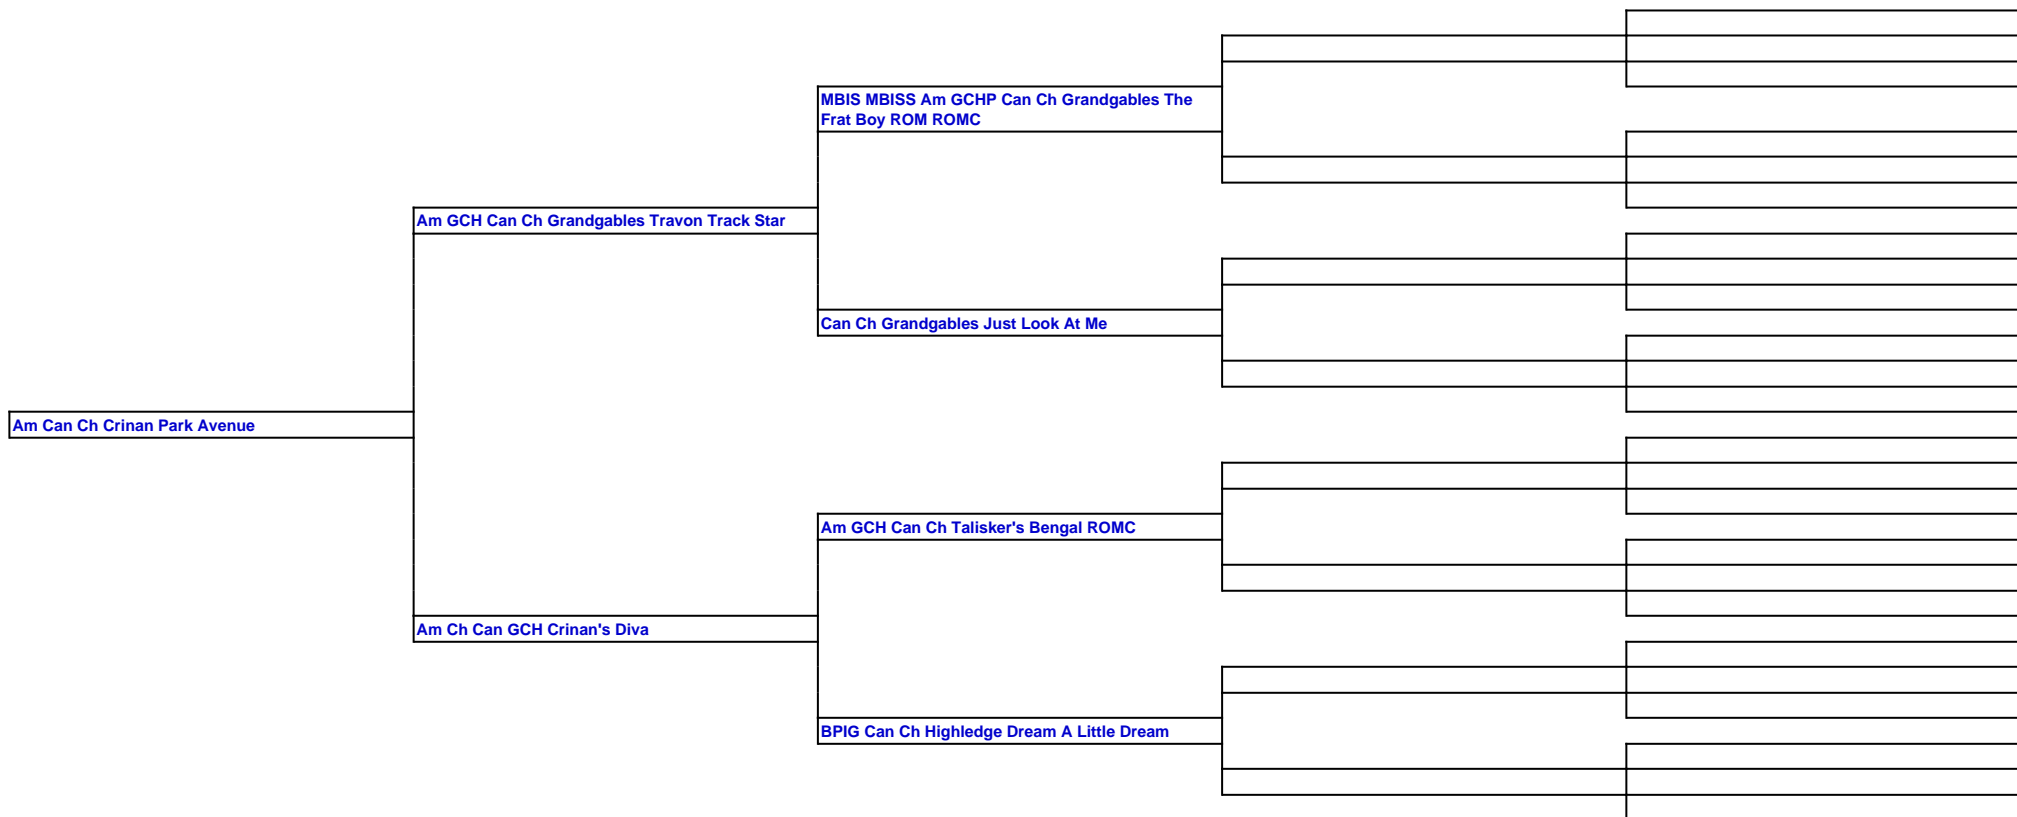 MBIS MBISS Am GCHP Can Ch Grandgables The
Frat Boy ROM ROMC
Am GCH Can Ch Grandgables Travon Track Star
Can Ch Grandgables Just Look At Me
Am Can Ch Crinan Park Avenue
Am GCH Can Ch Talisker's Bengal ROMC
Am Ch Can GCH Crinan's Diva
BPIG Can Ch Highledge Dream A Little Dream